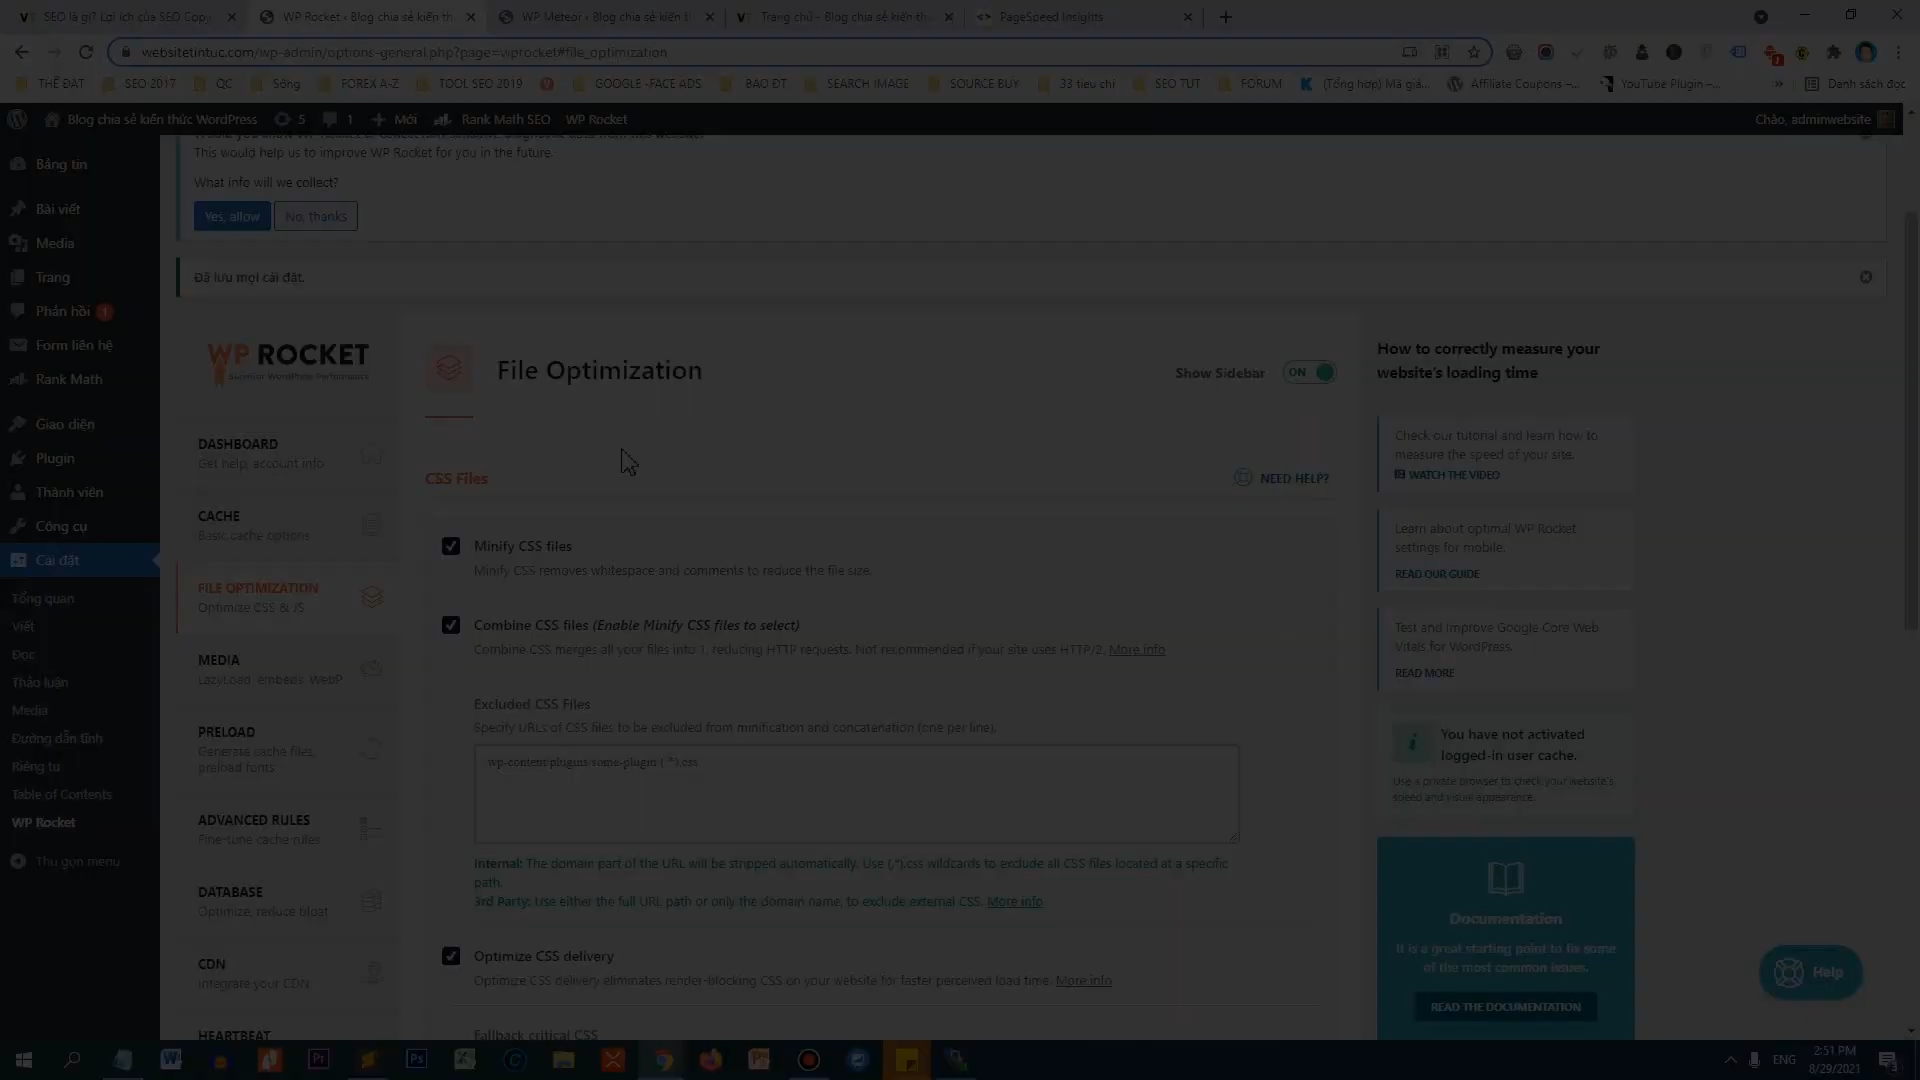 SEO là gì? Lợi ích của SEO Copy
WP Rocket ‹ Blog chia sẻ kiến th
WP Meteor ‹ Blog chia sẻ kiến th
Trang chủ - Blog chia sẻ kiến thứ
PageSpeed Insights
websitetintuc.com/wp-admin/options-general.php?page=wprocket#file_optimization
THẺ ĐẠT
SEO 2017
QC
Sống
FOREX A-Z
TOOL SEO 2019
GOOGLE -FACE ADS
BAO ĐT
SEARCH IMAGE
SOURCE BUY
33 tieu chi
SEO TUT
FORUM
(Tổng hợp) Mã giả...
Affiliate Coupons –...
YouTube Plugin –...
Danh sách đọc
Blog chia sẻ kiến thức WordPress
5
1
Mới
Rank Math SEO
WP Rocket
Chào, adminwebsite
This would help us to improve WP Rocket for you in the future.
What info will we collect?
Yes, allow
No, thanks
Đã lưu mọi cài đặt.
Bảng tin
Bài viết
Media
Trang
Phản hồi 1
Form liên hệ
Rank Math
Giao diện
Plugin
Thành viên
Công cụ
Cài đặt
Tổng quan
Viết
Đọc
Thảo luận
Media
Đường dẫn tĩnh
Riêng tư
Table of Contents
WP Rocket
Thu gọn menu
WP ROCKET
Superior WordPress Performance
DASHBOARD
Get help, account info
CACHE
Basic cache options
FILE OPTIMIZATION
Optimize CSS & JS
MEDIA
LazyLoad, embeds, WebP
PRELOAD
Generate cache files,
preload fonts
ADVANCED RULES
Fine-tune cache rules
DATABASE
Optimize, reduce bloat
CDN
Integrate your CDN
HEARTBEAT
File Optimization
Show Sidebar
ON
CSS Files
NEED HELP?
Minify CSS files
Minify CSS removes whitespace and comments to reduce the file size.
Combine CSS files (Enable Minify CSS files to select)
Combine CSS merges all your files into 1, reducing HTTP requests. Not recommended if your site uses HTTP/2. More info
Excluded CSS Files
Specify URLs of CSS files to be excluded from minification and concatenation (one per line).
wp-content/plugins/some-plugin/(.*).css
Internal: The domain part of the URL will be stripped automatically. Use (.*).css wildcards to exclude all CSS files located at a specific
path.
3rd Party: Use either the full URL path or only the domain name, to exclude external CSS. More info
Optimize CSS delivery
Optimize CSS delivery eliminates render-blocking CSS on your website for faster perceived load time. More info
Fallback critical CSS
How to correctly measure your
website's loading time
Check our tutorial and learn how to
measure the speed of your site.
WATCH THE VIDEO
Learn about optimal WP Rocket
settings for mobile.
READ OUR GUIDE
Test and improve Google Core Web
Vitals for WordPress.
READ MORE
You have not activated
logged-in user cache.
Use a private browser to check your website's
speed and visual appearance.
Documentation
It is a great starting point to fix some
of the most common issues.
READ THE DOCUMENTATION
Help
ENG
2:51 PM
8/29/2021